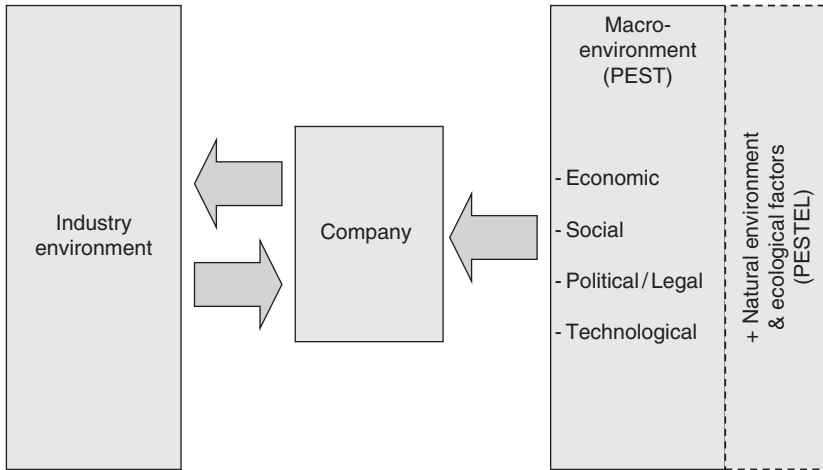 Industry
environment
Company
Macro-
environment
(PEST)
- Economic
- Social
- Political / Legal
- Technological
+ Natural environment
& ecological factors
(PESTEL)